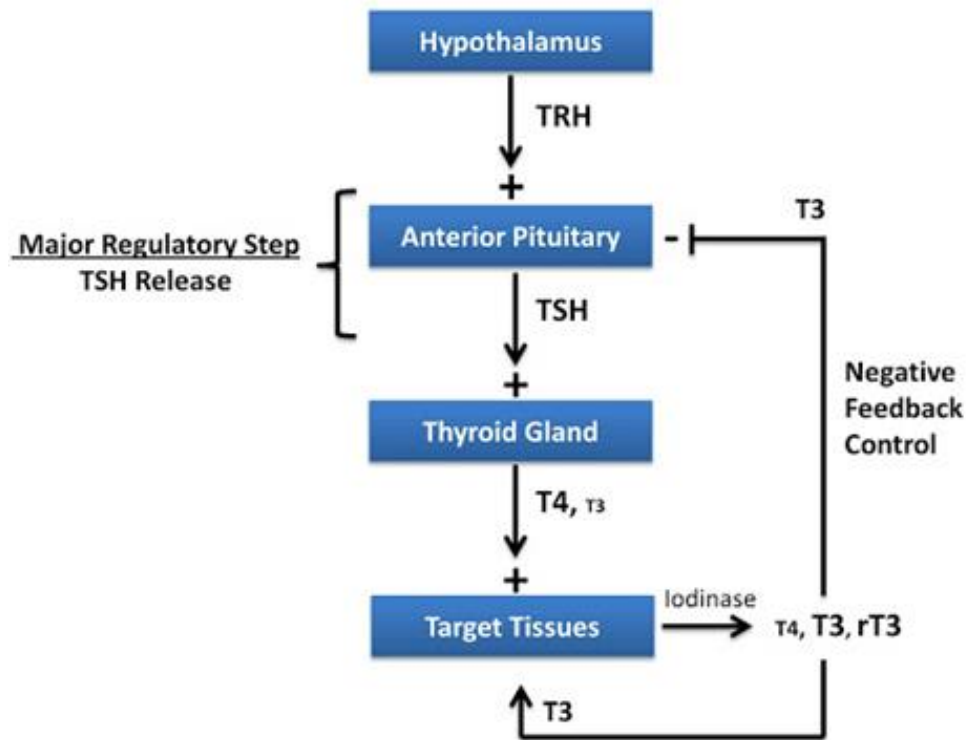 Hypothalamus
TRH
+
T3
Anterior Pituitary
-
Major Regulatory Step
TSH Release
TSH
+
Negative
Feedback
Control
Thyroid Gland
T4, T3
+
Iodinase
Target Tissues
T4, T3, rT3
T3